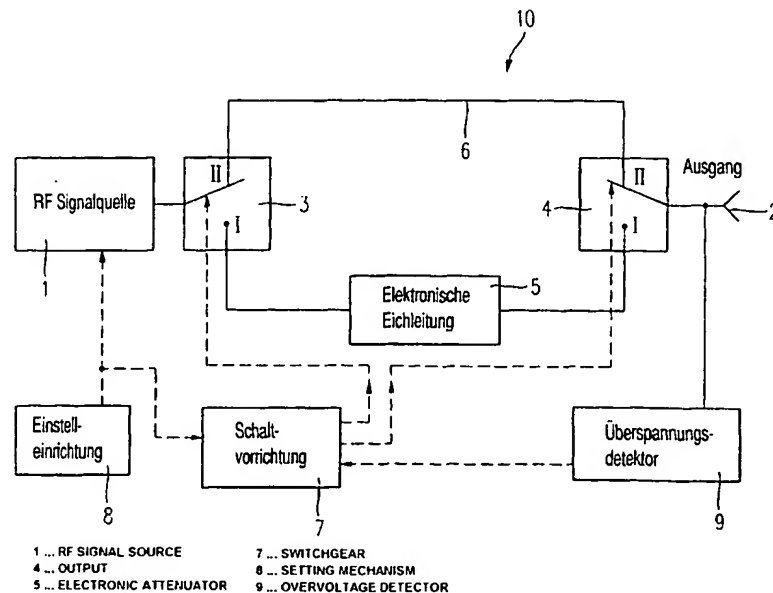 10
6
II
3
I
RF Signalquelle
1
II
4
I
Ausgang
2
Elektronische
Eichleitung
5
Einstell-
einrichtung
8
Schalt-
vorrichtung
7
Überspannungs-
detektor
9
1 ... RF SIGNAL SOURCE
4 ... OUTPUT
5 ... ELECTRONIC ATTENUATOR
7 ... SWITCHGEAR
8 ... SETTING MECHANISM
9 ... OVERVOLTAGE DETECTOR